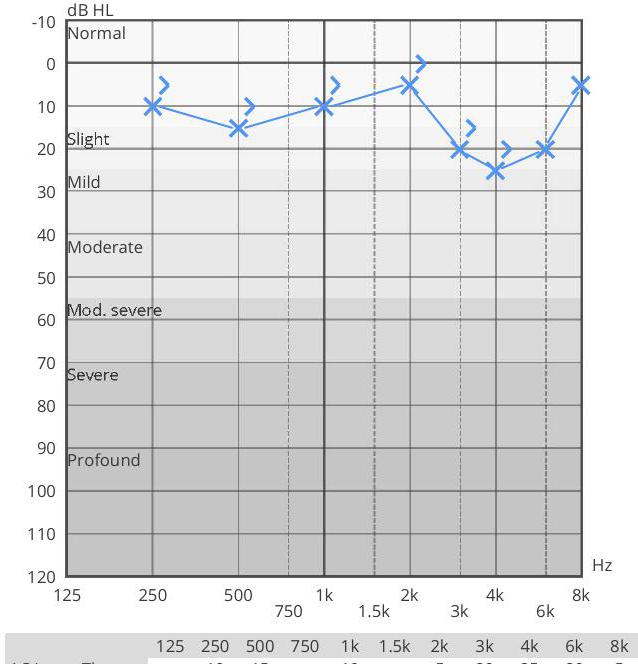 dB HL
-10
Normal
0
10
Slight
20
Mild
30
40
Moderate
50
Mod. severe
60
70
Severe
80
90
Profound
100
110
120
Hz
125 250 500 1k 2k 4k 8k
750 1.5k 3k 6k
125 250 500 750 1k 1.5k 2k 3k 4k 6k 8k